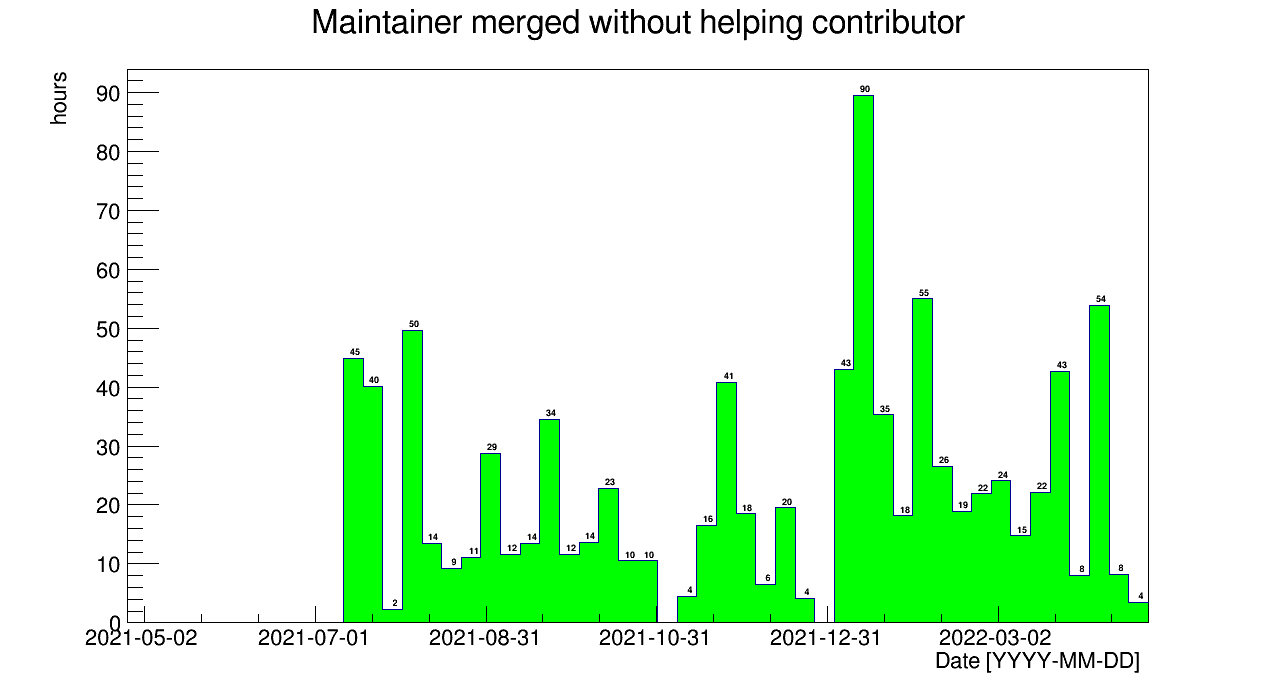 Maintainer merged without helping contributor
hours
90
80
70
60
50
40
30
20
10
0
45 40 2 50 14 9 11 29 12 14 34 12 14 23 10 10 4 16 41 18 6 20 4 43 90 35 18 55 26 19 22 24 15 22 43 8 54 8 4
2021-05-02 2021-07-01 2021-08-31 2021-10-31 2021-12-31 2022-03-02
Date [YYYY-MM-DD]